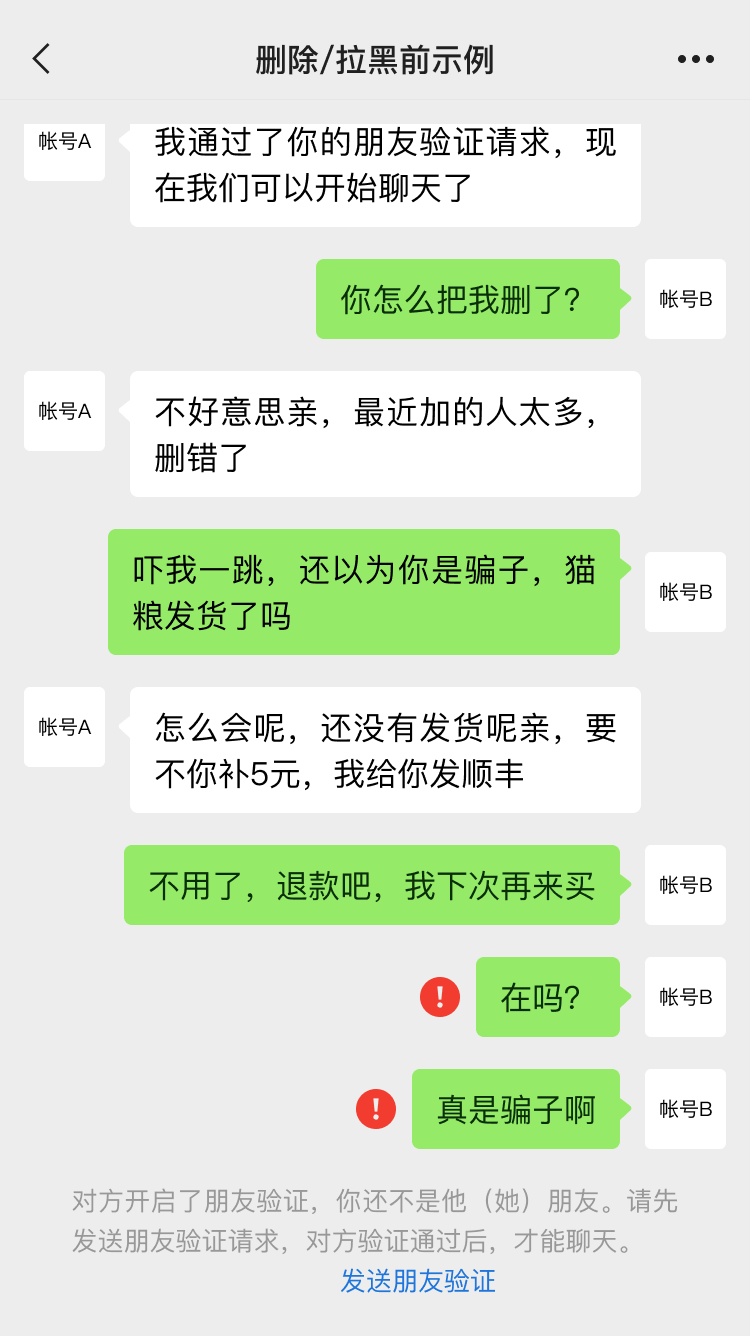 删除/拉黑前示例
帐号A
我通过了你的朋友验证请求，现
在我们可以开始聊天了
你怎么把我删了?
帐号B
帐号A
不好意思亲，最近加的人太多，
删错了
吓我一跳，还以为你是骗子，猫
粮发货了吗
帐号B
帐号A
怎么会呢，还没有发货呢亲，要
不你补5元，我给你发顺丰
不用了，退款吧，我下次再来买
帐号B
在吗?
帐号B
真是骗子啊
帐号B
对方开启了朋友验证，你还不是他（她）朋友。请先
发送朋友验证请求，对方验证通过后，才能聊天。
发送朋友验证